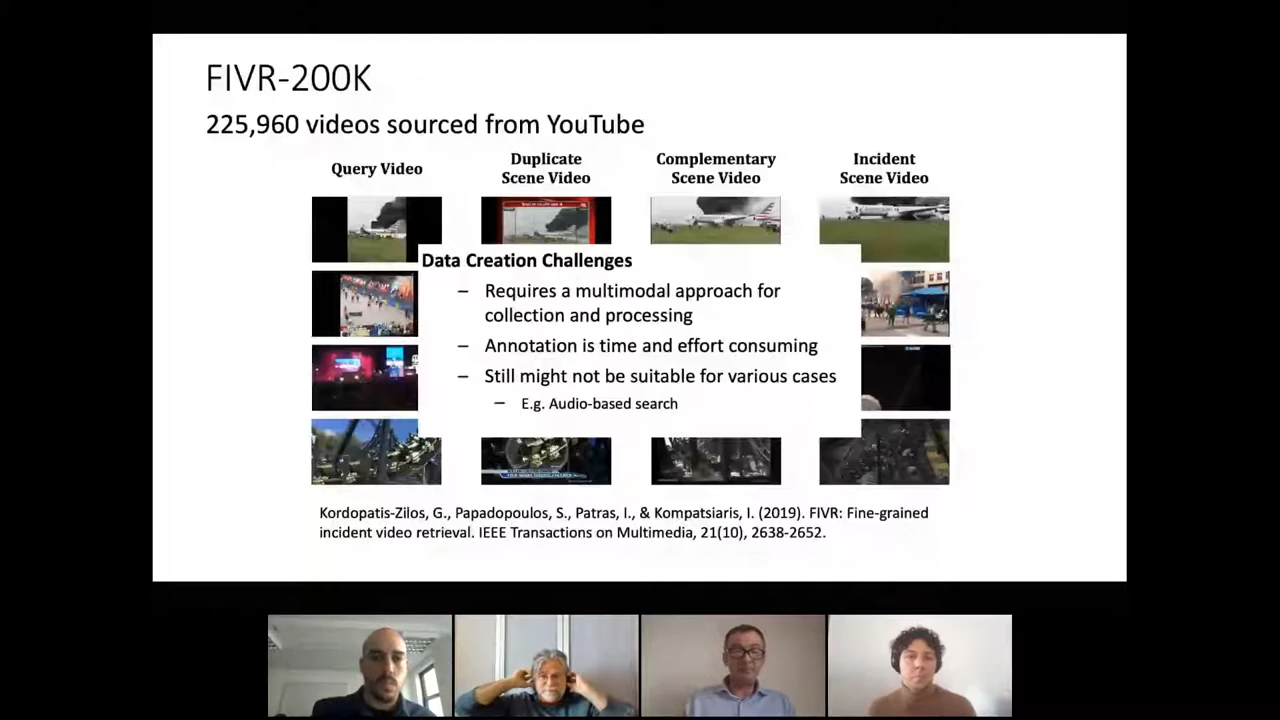 FIVR-200K
225,960 videos sourced from YouTube
Query Video
Duplicate
Scene Video
Complementary
Scene Video
Incident
Scene Video
Data Creation Challenges
– Requires a multimodal approach for
collection and processing
– Annotation is time and effort consuming
– Still might not be suitable for various cases
– E.g. Audio-based search
Kordopatis-Zilos, G., Papadopoulos, S., Patras, I., & Kompatsiaris, I. (2019). FIVR: Fine-grained
incident video retrieval. IEEE Transactions on Multimedia, 21(10), 2638-2652.